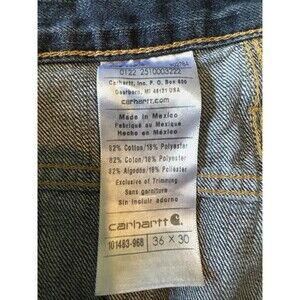 0122 2510003222
Carhartt, Inc. P. O. Box 600
Dearborn, MI 48121 USA
carhartt.com
Made in Mexico
Fabriqué au Mexique
Hecho en México
82% Cotton/18% Polyester
82% Coton/18% Polyester
82% Algodón/18% Poliéster
Exclusive of Trimming
Sans garniture
Sin incluir adorno
carhartt
101483-968 36 X 30